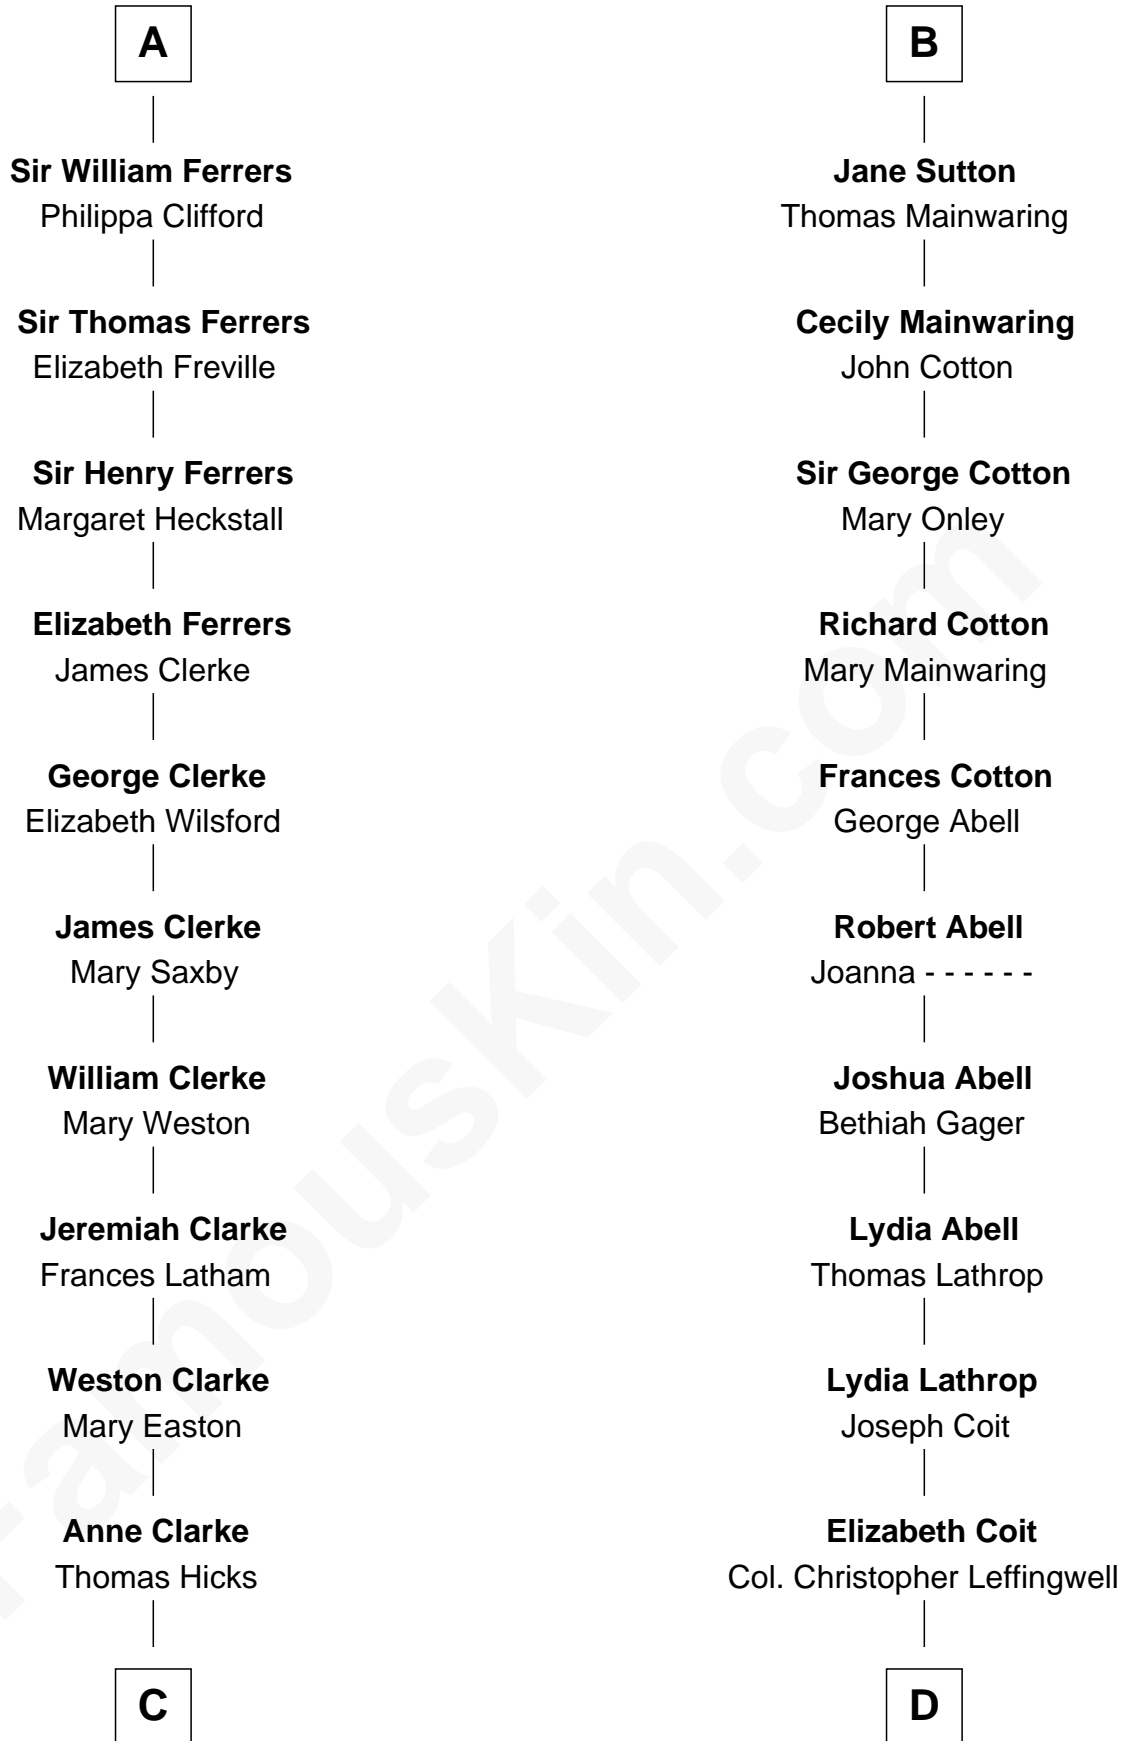 A
Sir William Ferrers
Philippa Clifford
Sir Thomas Ferrers
Elizabeth Freville
Sir Henry Ferrers
Margaret Heckstall
Elizabeth Ferrers
James Clerke
George Clerke
Elizabeth Wilsford
James Clerke
Mary Saxby
William Clerke
Mary Weston
Jeremiah Clarke
Frances Latham
Weston Clarke
Mary Easton
Anne Clarke
Thomas Hicks
C
B
Jane Sutton
Thomas Mainwaring
Cecily Mainwaring
John Cotton
Sir George Cotton
Mary Onley
Richard Cotton
Mary Mainwaring
Frances Cotton
George Abell
Robert Abell
Joanna - - - - - -
Joshua Abell
Bethiah Gager
Lydia Abell
Thomas Lathrop
Lydia Lathrop
Joseph Coit
Elizabeth Coit
Col. Christopher Leffingwell
D
FamousKin.com